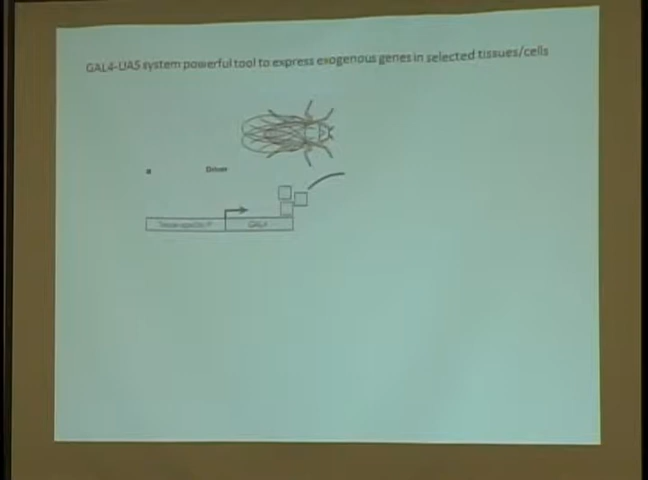 GAL4-UAS system powerful tool to express exogenous genes in selected tissues/cells
a
Driver
GAL4